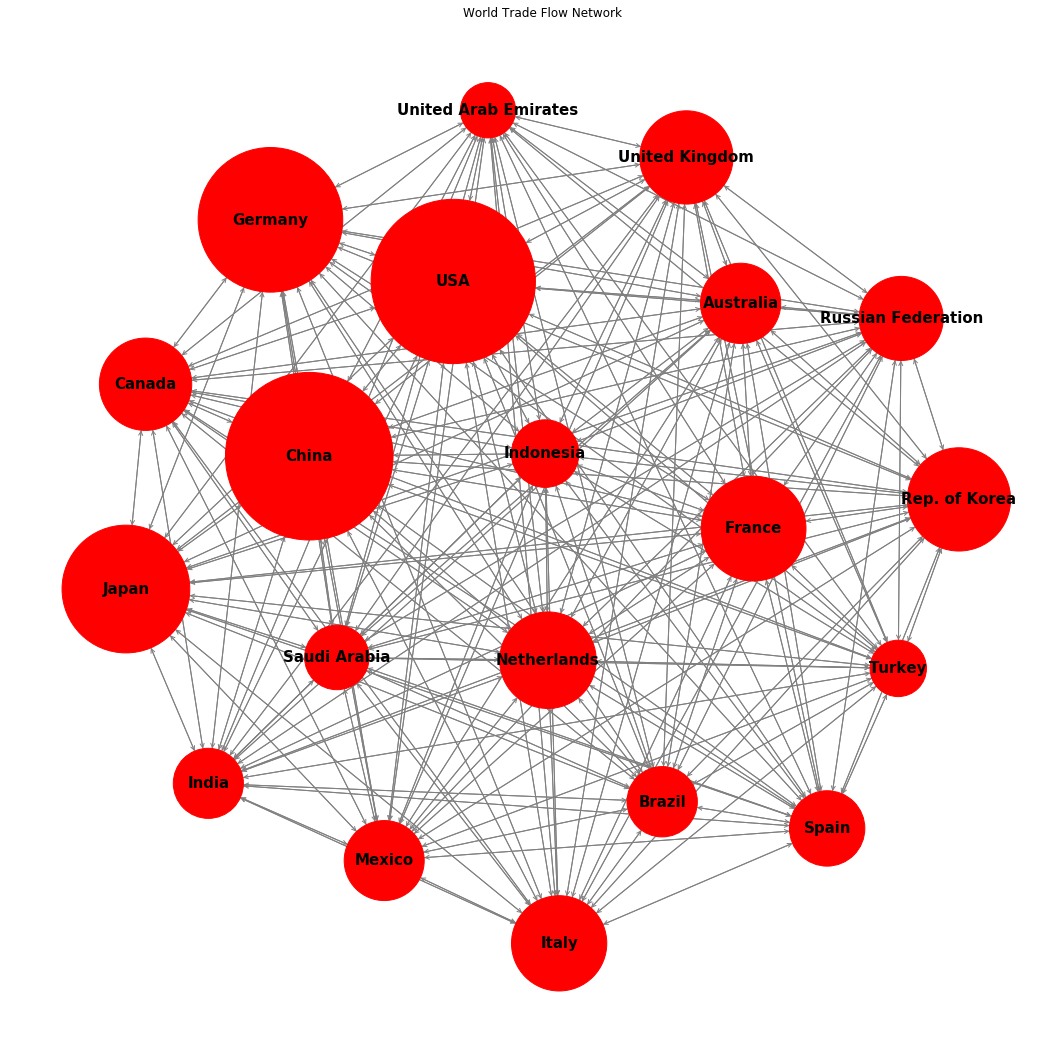 World Trade Flow Network
United Arab Emirates
United Kingdom
Germany
USA
Australia
Russian Federation
Canada
China
Indonesia
Rep. of Korea
France
Japan
Saudi Arabia
Netherlands
Turkey
India
Brazil
Spain
Mexico
Italy